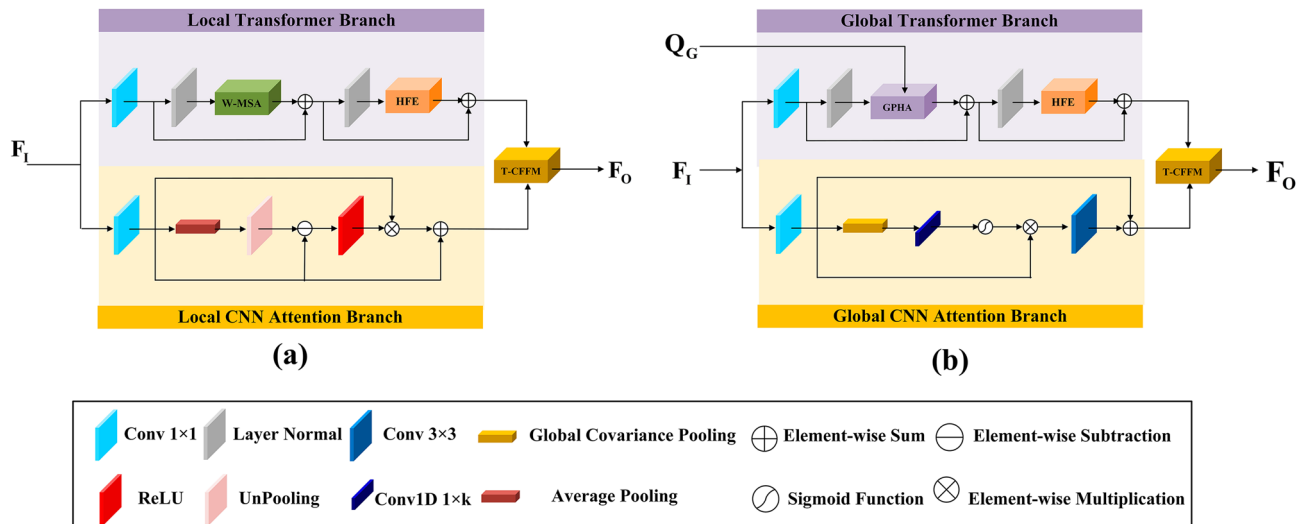 Local Transformer Branch
W-MSA
HFE
F_I
T-CFFM
F_O
Local CNN Attention Branch
(a)
Global Transformer Branch
Q_G
GPHA
HFE
F_I
T-CFFM
F_O
Global CNN Attention Branch
(b)
Conv 1×1
Layer Normal
Conv 3×3
Global Covariance Pooling
Element-wise Sum
Element-wise Subtraction
ReLU
UnPooling
Conv1D 1×k
Average Pooling
Sigmoid Function
Element-wise Multiplication